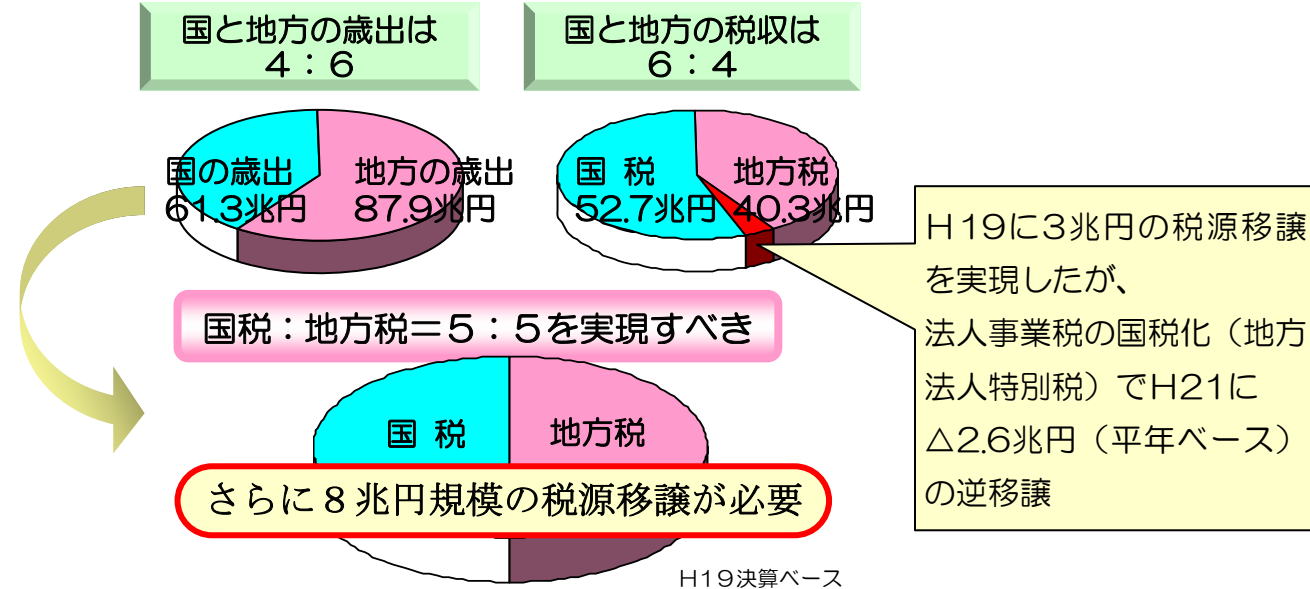 国と地方の歳出は
４：６
国と地方の税収は
６：４
国の歳出
61.3兆円
地方の歳出
87.9兆円
国 税
52.7兆円
地方税
40.3兆円
Ｈ19に３兆円の税源移譲
を実現したが、
法人事業税の国税化（地方
法人特別税）でH21に
△2.6兆円（平年ベース）
の逆移譲
国税：地方税＝５：５を実現すべき
国 税
地方税
さらに８兆円規模の税源移譲が必要
Ｈ１９決算ベース